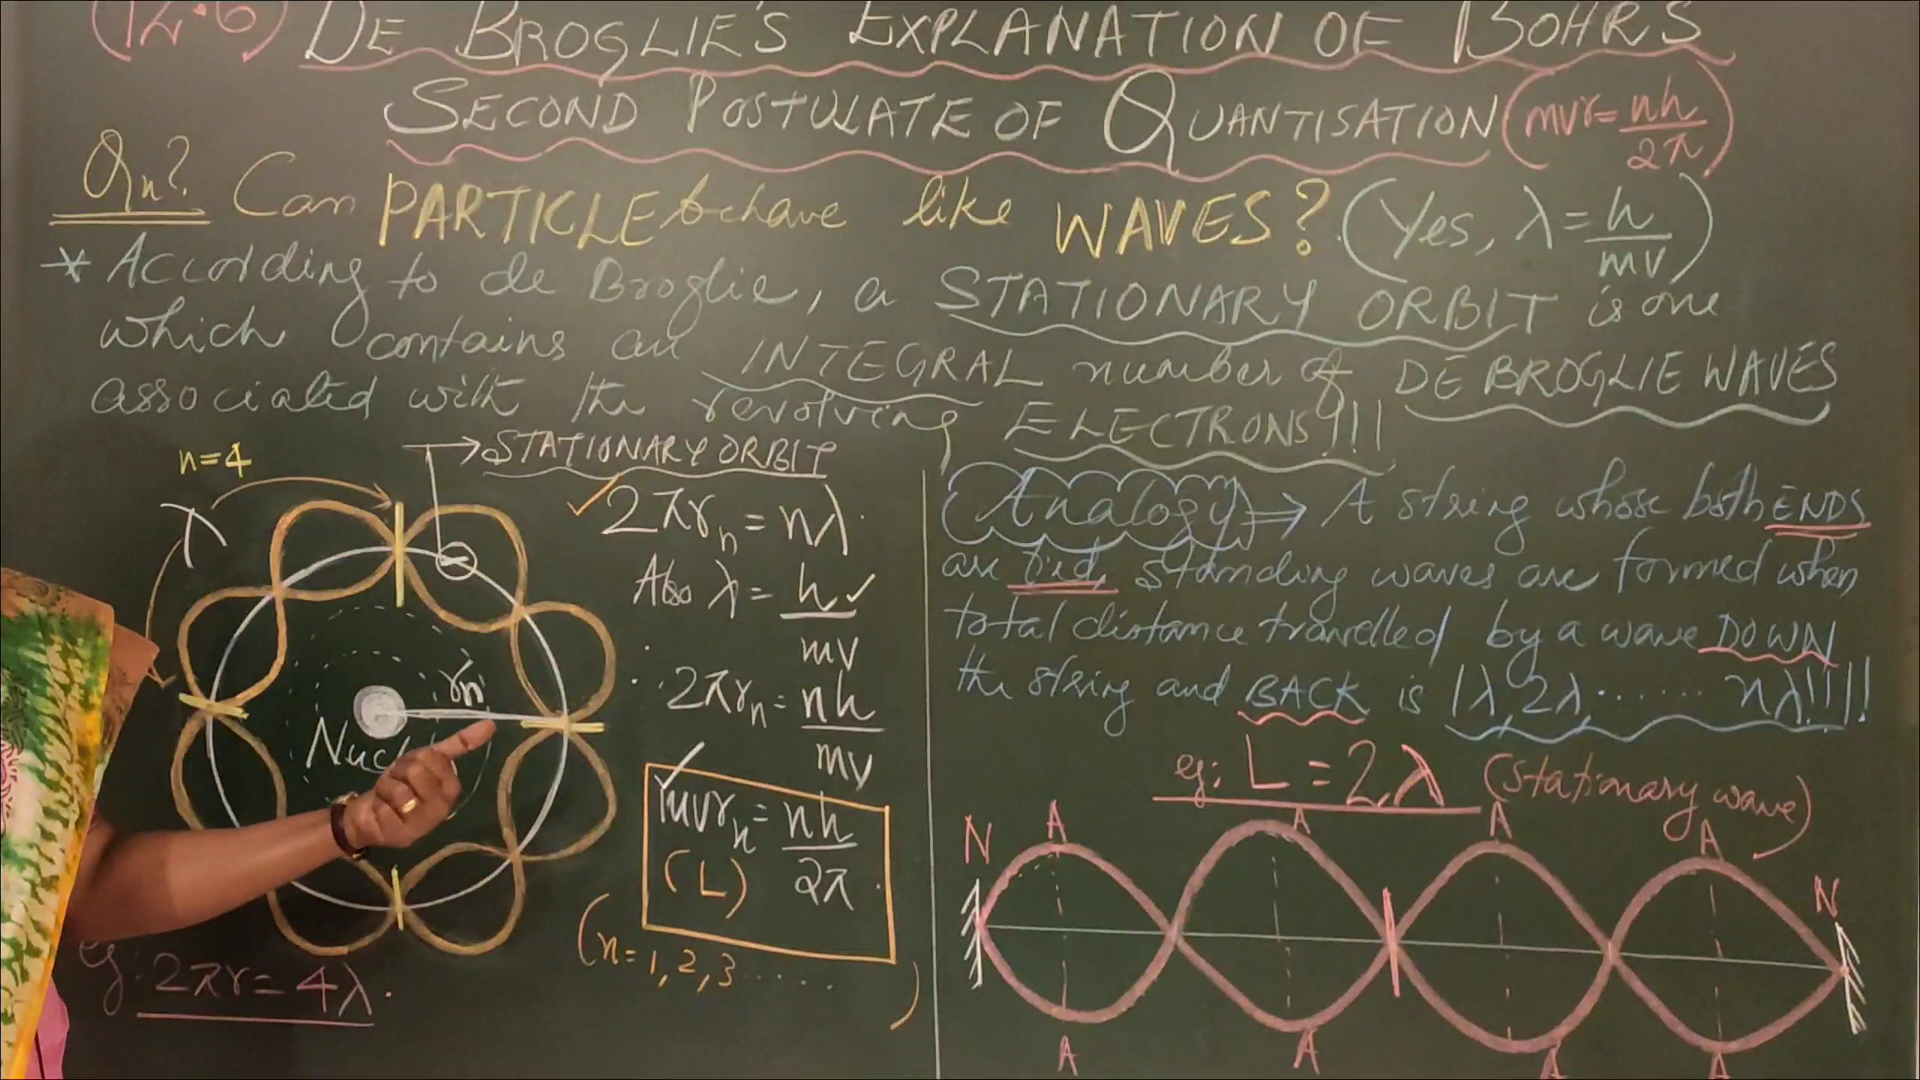 (12.6) DE BROGLIE'S EXPLANATION OF BOHR'S
SECOND POSTULATE OF QUANTISATION (mvr = nh/2π)
Qn? Can PARTICLE behave like WAVES? (Yes, λ = h/mv)
* According to de Broglie, a STATIONARY ORBIT is one
which contains an INTEGRAL number of DE BROGLIE WAVES
associated with the revolving ELECTRONS!!!
n=4
→ STATIONARY ORBIT
λ
✓ 2πrn = nλ
Also λ = h/mv ✓
∴ 2πrn = nh/mv
✓ mvrn = nh/2π
(L)
(n = 1, 2, 3 ......)
rn
eg: 2πr = 4λ.
Analogy ⇒ A string whose both ENDS
are tied, standing waves are formed when
total distance travelled by a wave DOWN
the string and BACK is 1λ, 2λ ....... nλ!!!!
eg: L = 2λ (Stationary wave)
N A A A A N
A A A A